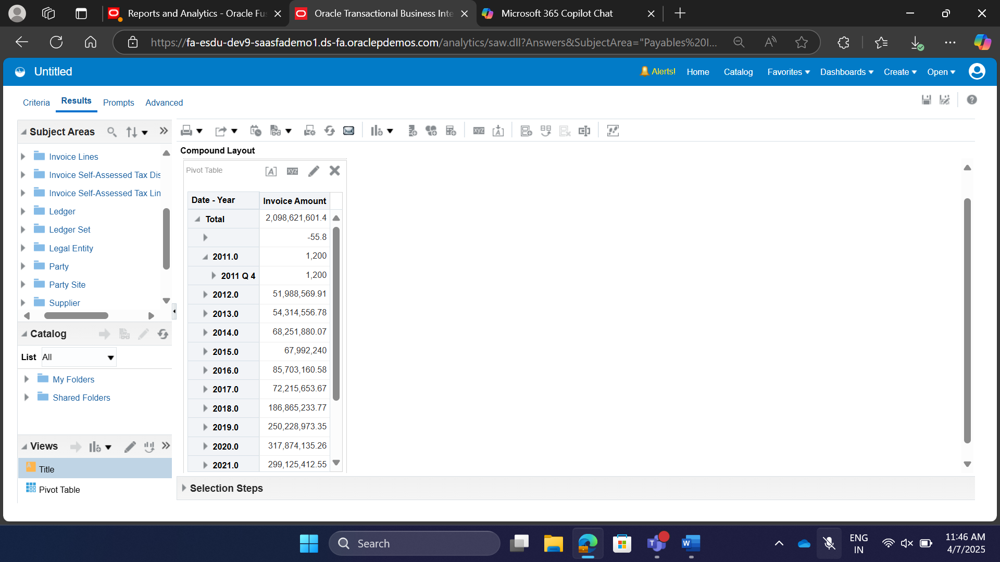 Reports and Analytics - Oracle Fus
Oracle Transactional Business Inte
Microsoft 365 Copilot Chat
https://fa-esdu-dev9-saasfademo1.ds-fa.oraclepdemos.com/analytics/saw.dll?Answers&SubjectArea="Payables%20I...
Untitled
Alerts!
Home
Catalog
Favorites
Dashboards
Create
Open
Criteria
Results
Prompts
Advanced
Subject Areas
Invoice Lines
Invoice Self-Assessed Tax Dis
Invoice Self-Assessed Tax Lin
Ledger
Ledger Set
Legal Entity
Party
Party Site
Supplier
Catalog
List All
My Folders
Shared Folders
Views
Title
Pivot Table
xyz
Compound Layout
Pivot Table
A xyz
Date - Year Invoice Amount
Total 2,098,621,601.4
-55.8
2011.0 1,200
2011 Q 4 1,200
2012.0 51,988,569.91
2013.0 54,314,556.78
2014.0 68,251,880.07
2015.0 67,992,240
2016.0 85,703,160.58
2017.0 72,215,653.67
2018.0 186,865,233.77
2019.0 250,228,973.35
2020.0 317,874,135.26
2021.0 299,125,412.55
Selection Steps
Search
ENG
IN
11:46 AM
4/7/2025